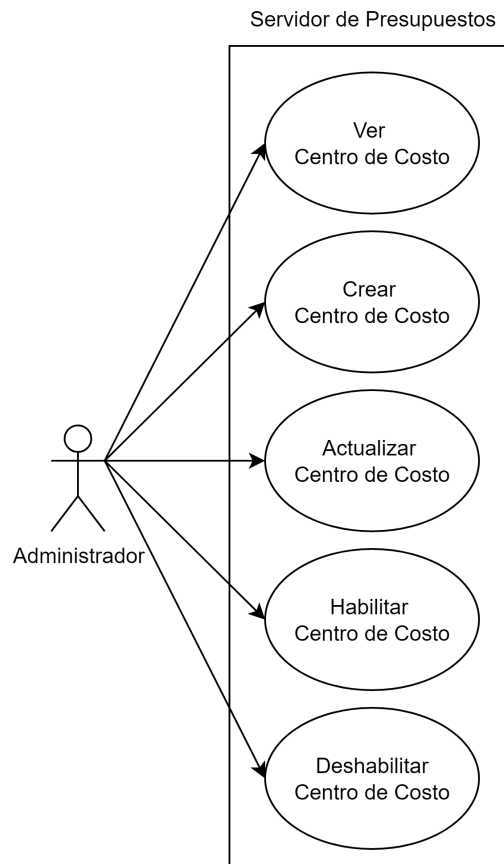 Servidor de Presupuestos
Ver
Centro de Costo
Crear
Centro de Costo
Actualizar
Centro de Costo
Administrador
Habilitar
Centro de Costo
Deshabilitar
Centro de Costo